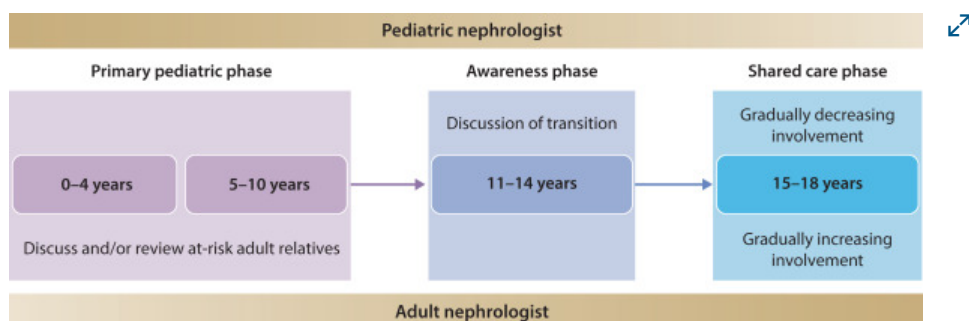 Pediatric nephrologist
Primary pediatric phase
Awareness phase
Shared care phase
Discussion of transition
Gradually decreasing
involvement
0–4 years
5–10 years
11–14 years
15–18 years
Discuss and/or review at-risk adult relatives
Gradually increasing
involvement
Adult nephrologist